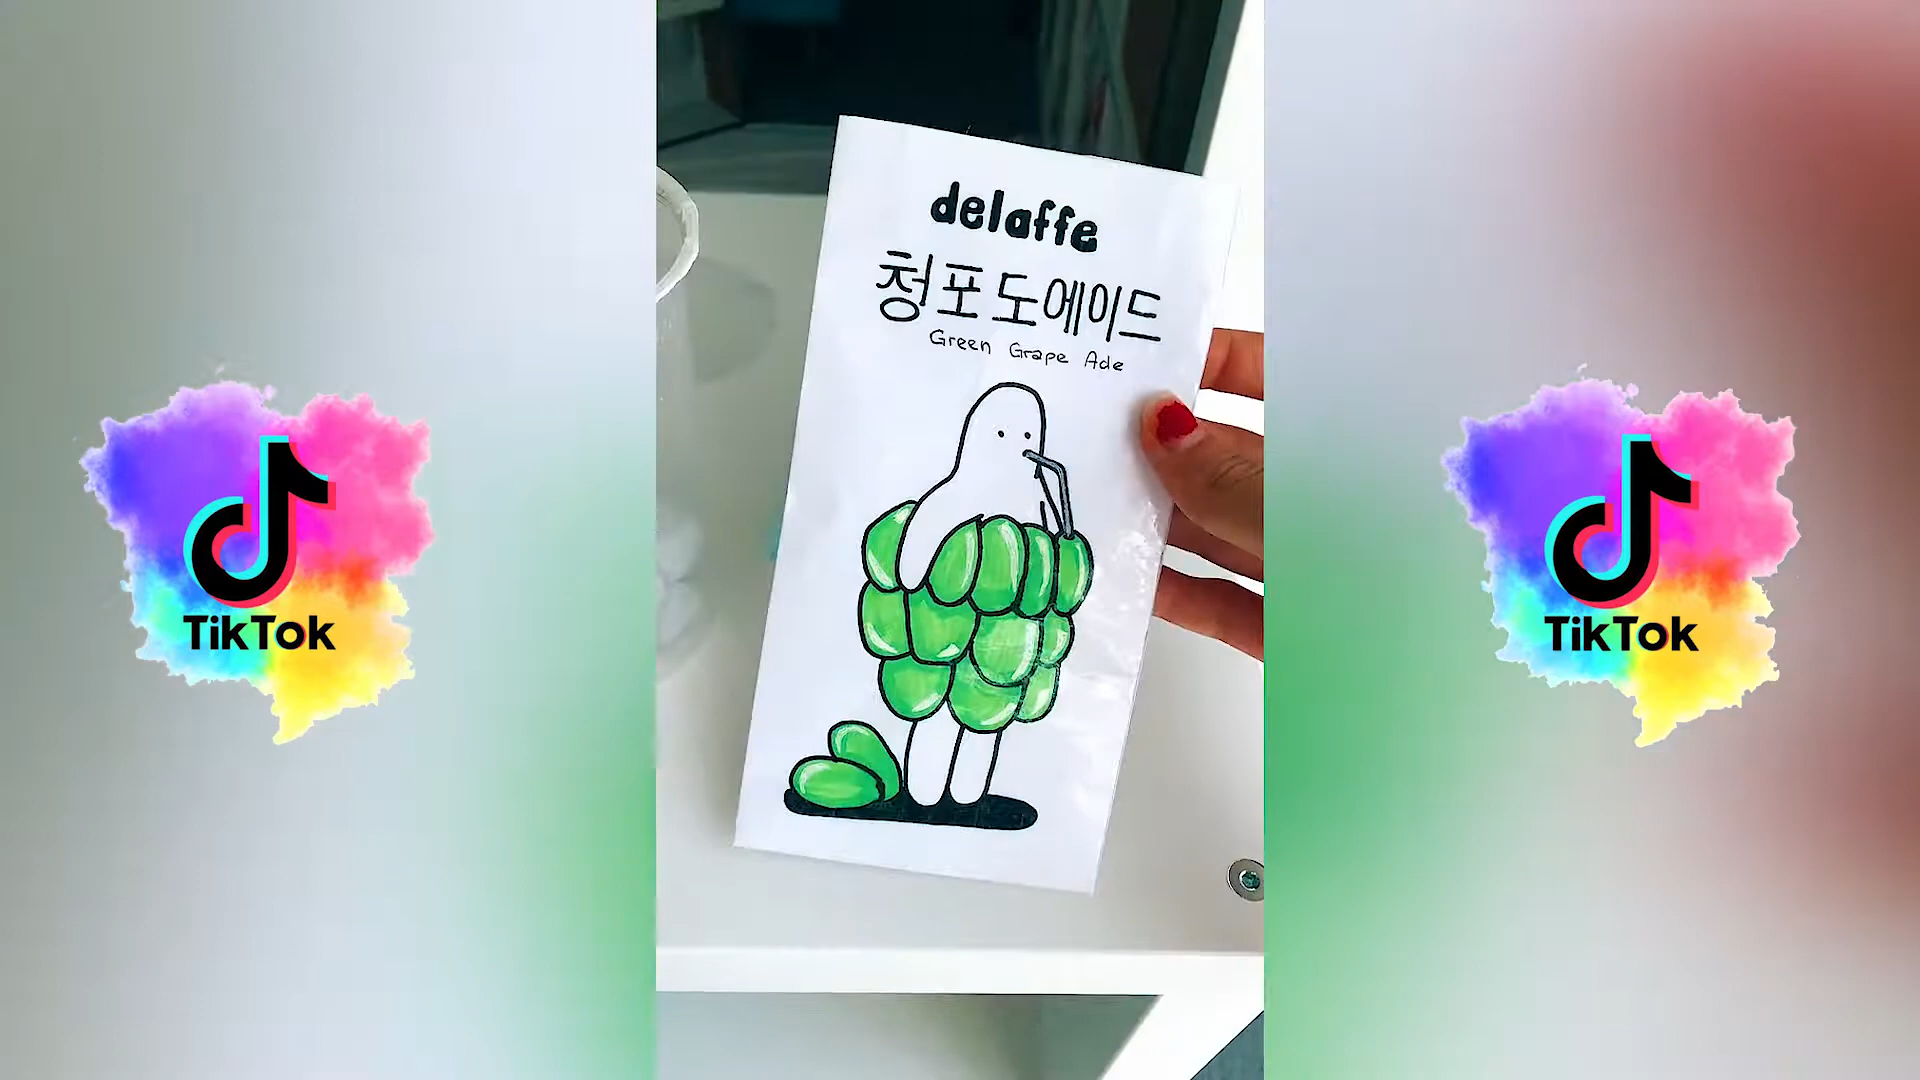 delaffe
청포도에이드
Green Grape Ade
TikTok
TikTok